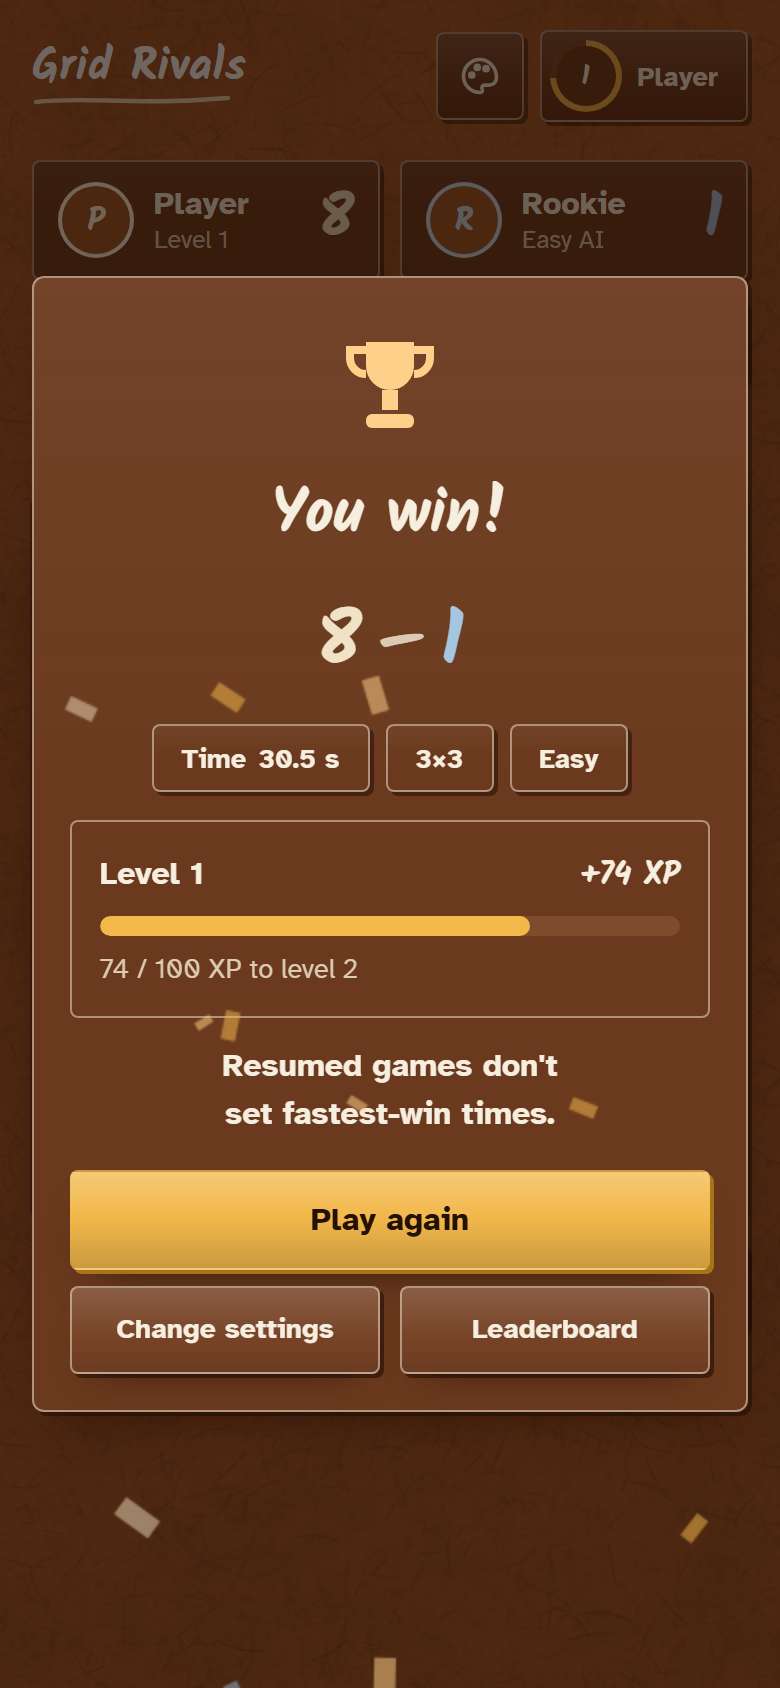 Grid Rivals
1
Player
P
Player
Level 1
8
R
Rookie
Easy AI
1
You win!
8 – 1
Time 30.5 s
3×3
Easy
Level 1
+74 XP
74 / 100 XP to level 2
Resumed games don't
set fastest-win times.
Play again
Change settings
Leaderboard